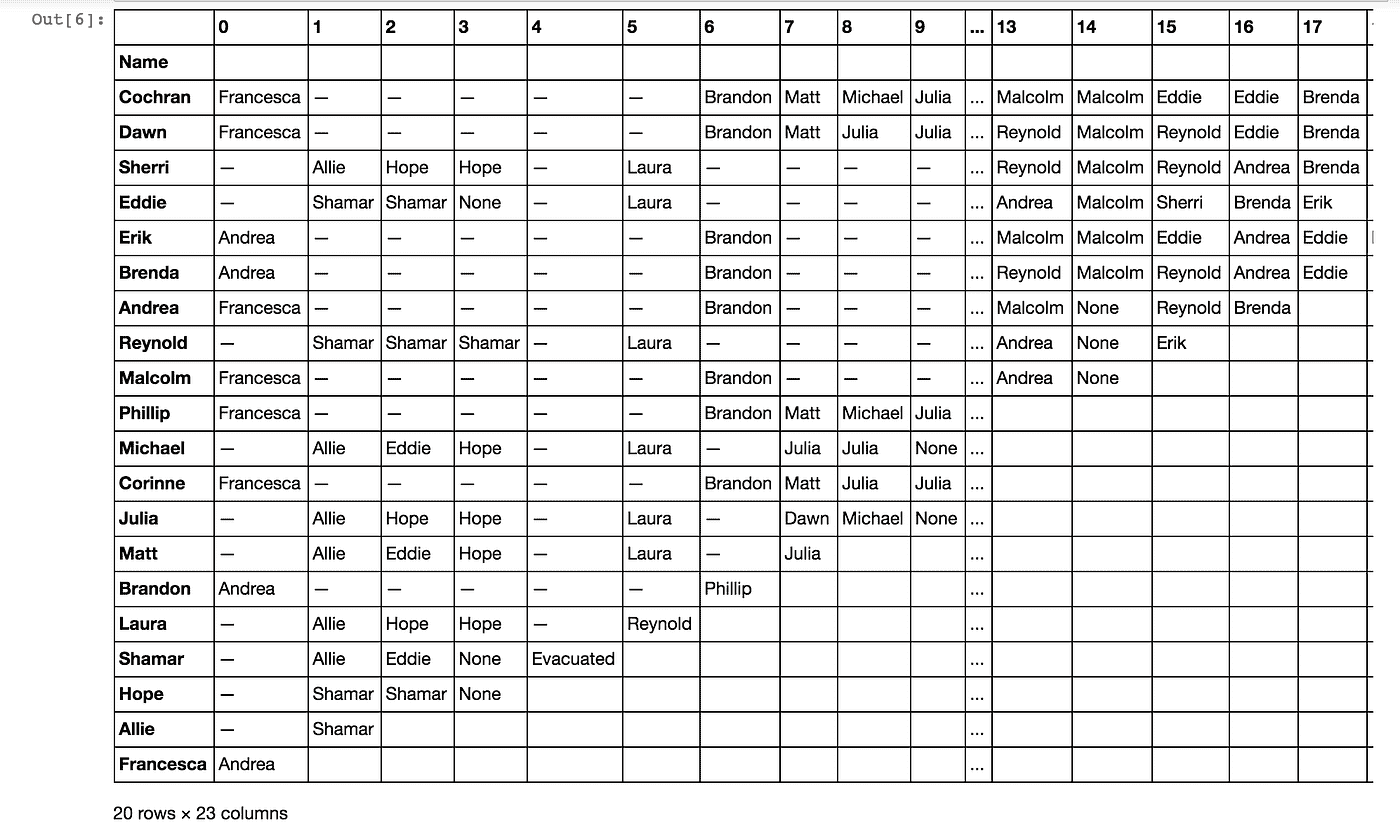 Out[6]:
0 1 2 3 4 5 6 7 8 9 ... 13 14 15 16 17
Name
Cochran Francesca — — — — — Brandon Matt Michael Julia ... Malcolm Malcolm Eddie Eddie Brenda
Dawn Francesca — — — — — Brandon Matt Julia Julia ... Reynold Malcolm Reynold Eddie Brenda
Sherri — Allie Hope Hope — Laura — — — — ... Reynold Malcolm Reynold Andrea Brenda
Eddie — Shamar Shamar None — Laura — — — — ... Andrea Malcolm Sherri Brenda Erik
Erik Andrea — — — — — Brandon — — — ... Malcolm Malcolm Eddie Andrea Eddie
Brenda Andrea — — — — — Brandon — — — ... Reynold Malcolm Reynold Andrea Eddie
Andrea Francesca — — — — — Brandon — — — ... Malcolm None Reynold Brenda
Reynold — Shamar Shamar Shamar — Laura — — — — ... Andrea None Erik
Malcolm Francesca — — — — — Brandon — — — ... Andrea None
Phillip Francesca — — — — — Brandon Matt Michael Julia ...
Michael — Allie Eddie Hope — Laura — Julia Julia None ...
Corinne Francesca — — — — — Brandon Matt Julia Julia ...
Julia — Allie Hope Hope — Laura — Dawn Michael None ...
Matt — Allie Eddie Hope — Laura — Julia ...
Brandon Andrea — — — — — Phillip ...
Laura — Allie Hope Hope — Reynold ...
Shamar — Allie Eddie None Evacuated ...
Hope — Shamar Shamar None ...
Allie — Shamar ...
Francesca Andrea ...
20 rows × 23 columns